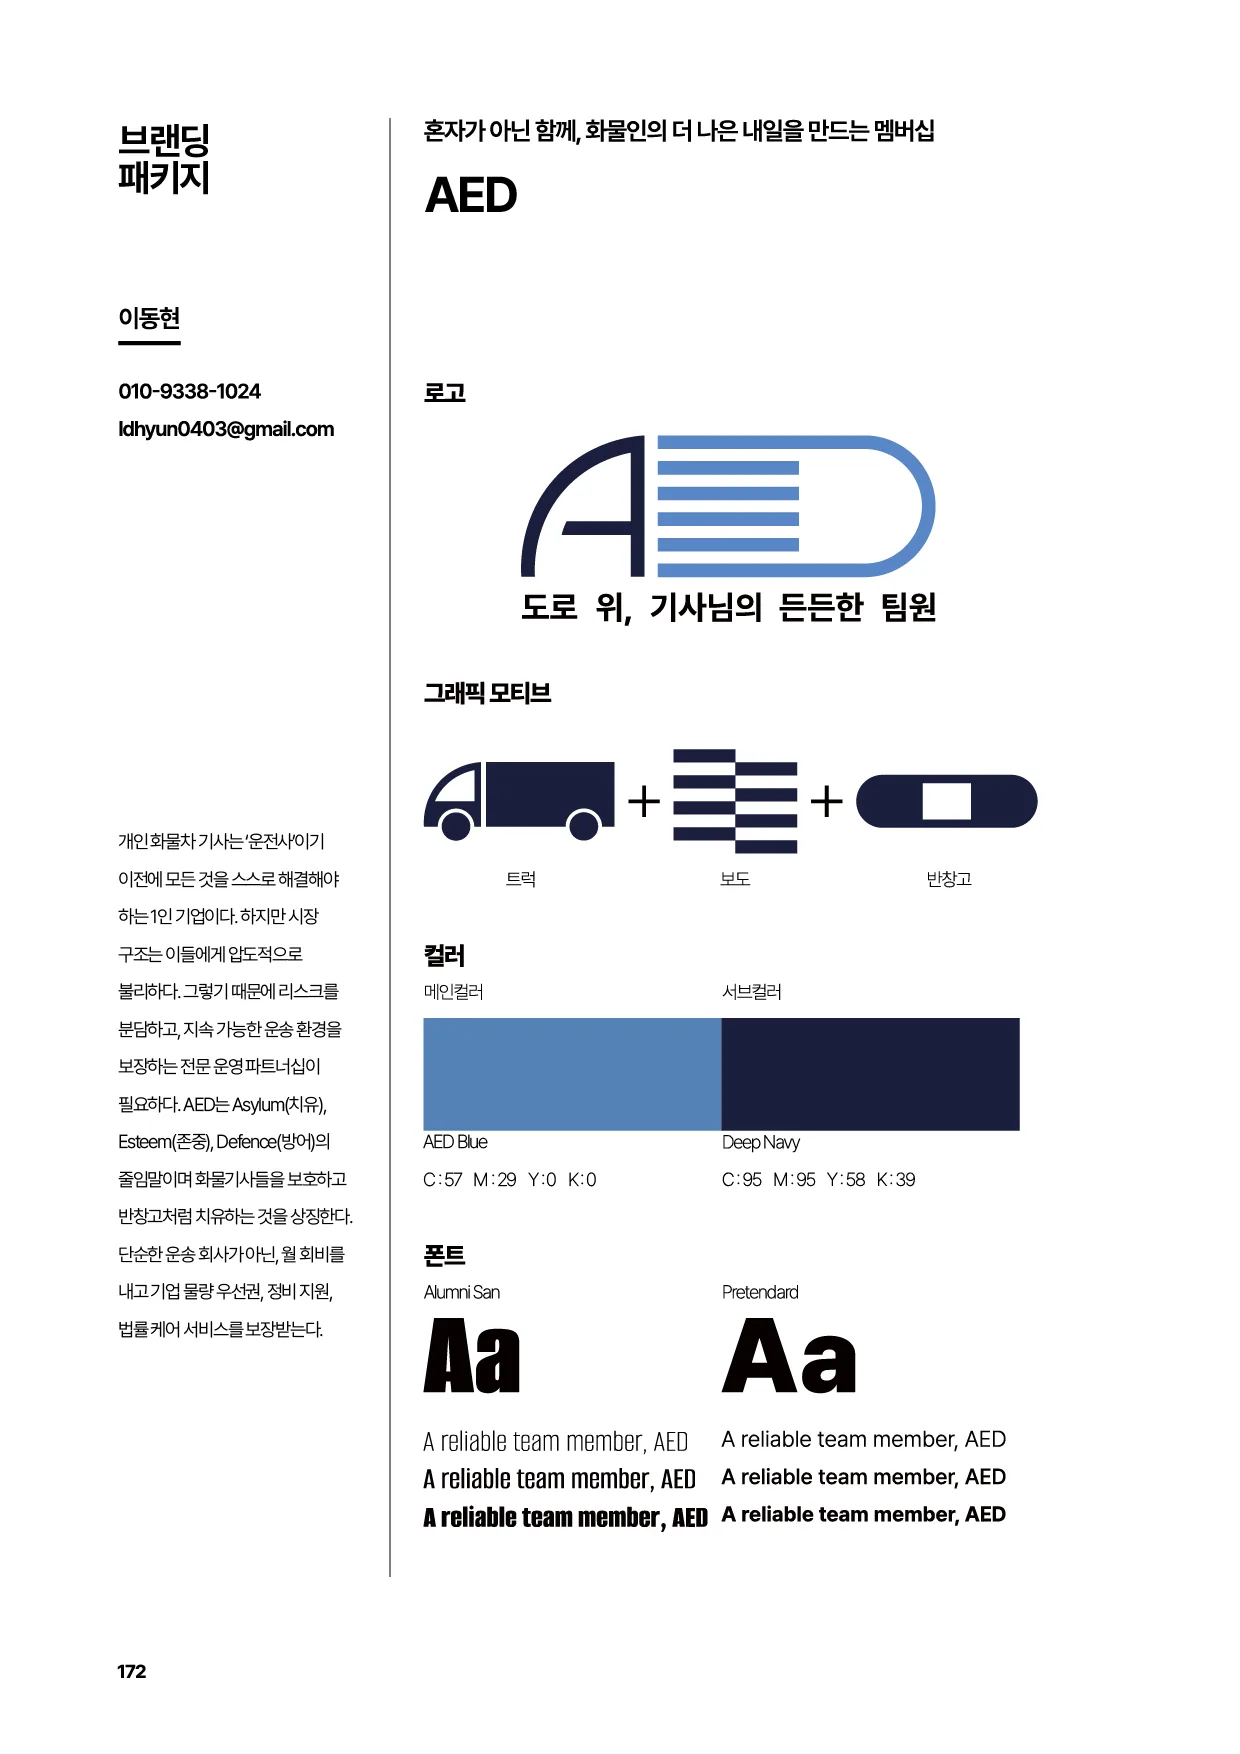 브랜딩
패키지
이동현
010-9338-1024
ldhyun0403@gmail.com
개인 화물차 기사는 ‘운전사’이기
이전에 모든 것을 스스로 해결해야
하는 1인 기업이다. 하지만 시장
구조는 이들에게 압도적으로
불리하다. 그렇기 때문에 리스크를
분담하고, 지속 가능한 운송 환경을
보장하는 전문 운영 파트너십이
필요하다. AED는 Asylum(치유),
Esteem(존중), Defence(방어)의
줄임말이며 화물기사들을 보호하고
반창고처럼 치유하는 것을 상징한다.
단순한 운송 회사가 아닌, 월 회비를
내고 기업 물량 우선권, 정비 지원,
법률 케어 서비스를 보장받는다.
혼자가 아닌 함께, 화물인의 더 나은 내일을 만드는 멤버십
AED
로고
AED
도로 위, 기사님의 든든한 팀원
그래픽 모티브
트럭
보도
반창고
컬러
메인컬러
서브컬러
AED Blue
Deep Navy
C:57 M:29 Y:0 K:0
C:95 M:95 Y:58 K:39
폰트
Alumni San
Pretendard
Aa
Aa
A reliable team member, AED
A reliable team member, AED
A reliable team member, AED
A reliable team member, AED
A reliable team member, AED
A reliable team member, AED
172